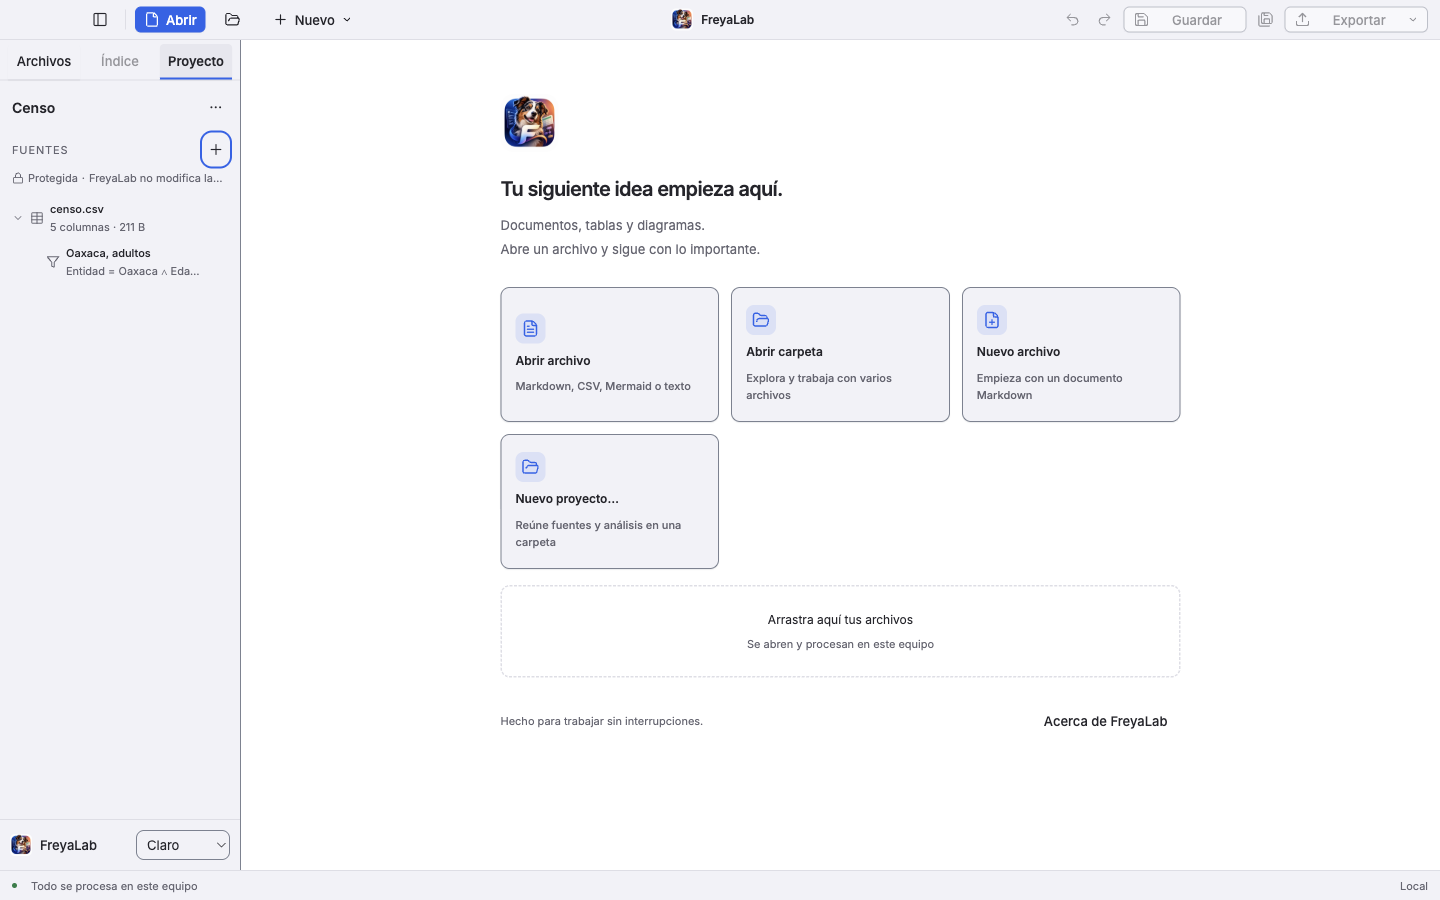 Abrir
Nuevo
FreyaLab
Guardar
Exportar
Archivos
Índice
Proyecto
Censo
FUENTES
Protegida · FreyaLab no modifica la...
censo.csv
5 columnas · 211 B
Oaxaca, adultos
Entidad = Oaxaca ∧ Eda...
Tu siguiente idea empieza aquí.
Documentos, tablas y diagramas.
Abre un archivo y sigue con lo importante.
Abrir archivo
Markdown, CSV, Mermaid o texto
Abrir carpeta
Explora y trabaja con varios
archivos
Nuevo archivo
Empieza con un documento
Markdown
Nuevo proyecto...
Reúne fuentes y análisis en una
carpeta
Arrastra aquí tus archivos
Se abren y procesan en este equipo
Hecho para trabajar sin interrupciones.
Acerca de FreyaLab
FreyaLab
Claro
Todo se procesa en este equipo
Local